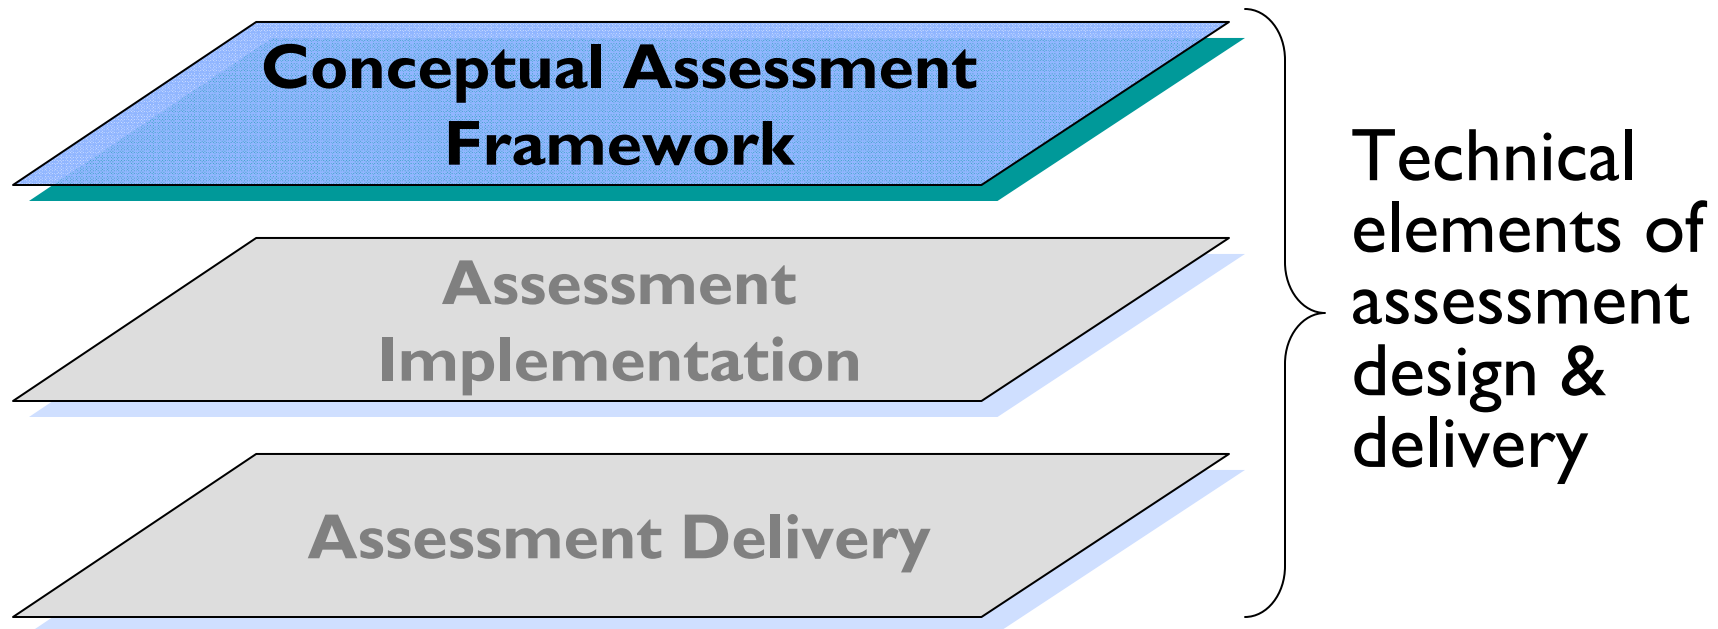 Conceptual Assessment
Framework
Assessment
Implementation
Assessment Delivery
Technical
elements of
assessment
design &
delivery